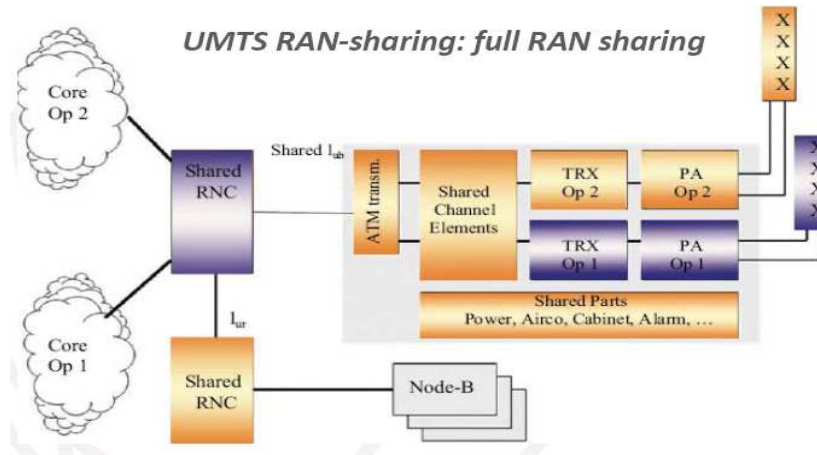 UMTS RAN-sharing: full RAN sharing
X
X
X
X
Core
Op 2
Shared
RNC
Shared Iub
ATM transm.
Shared
Channel
Elements
TRX
Op 2
PA
Op 2
X
X
X
X
TRX
Op 1
PA
Op 1
Shared Parts
Power, Airco, Cabinet, Alarm, …
Iur
Core
Op 1
Shared
RNC
Node-B